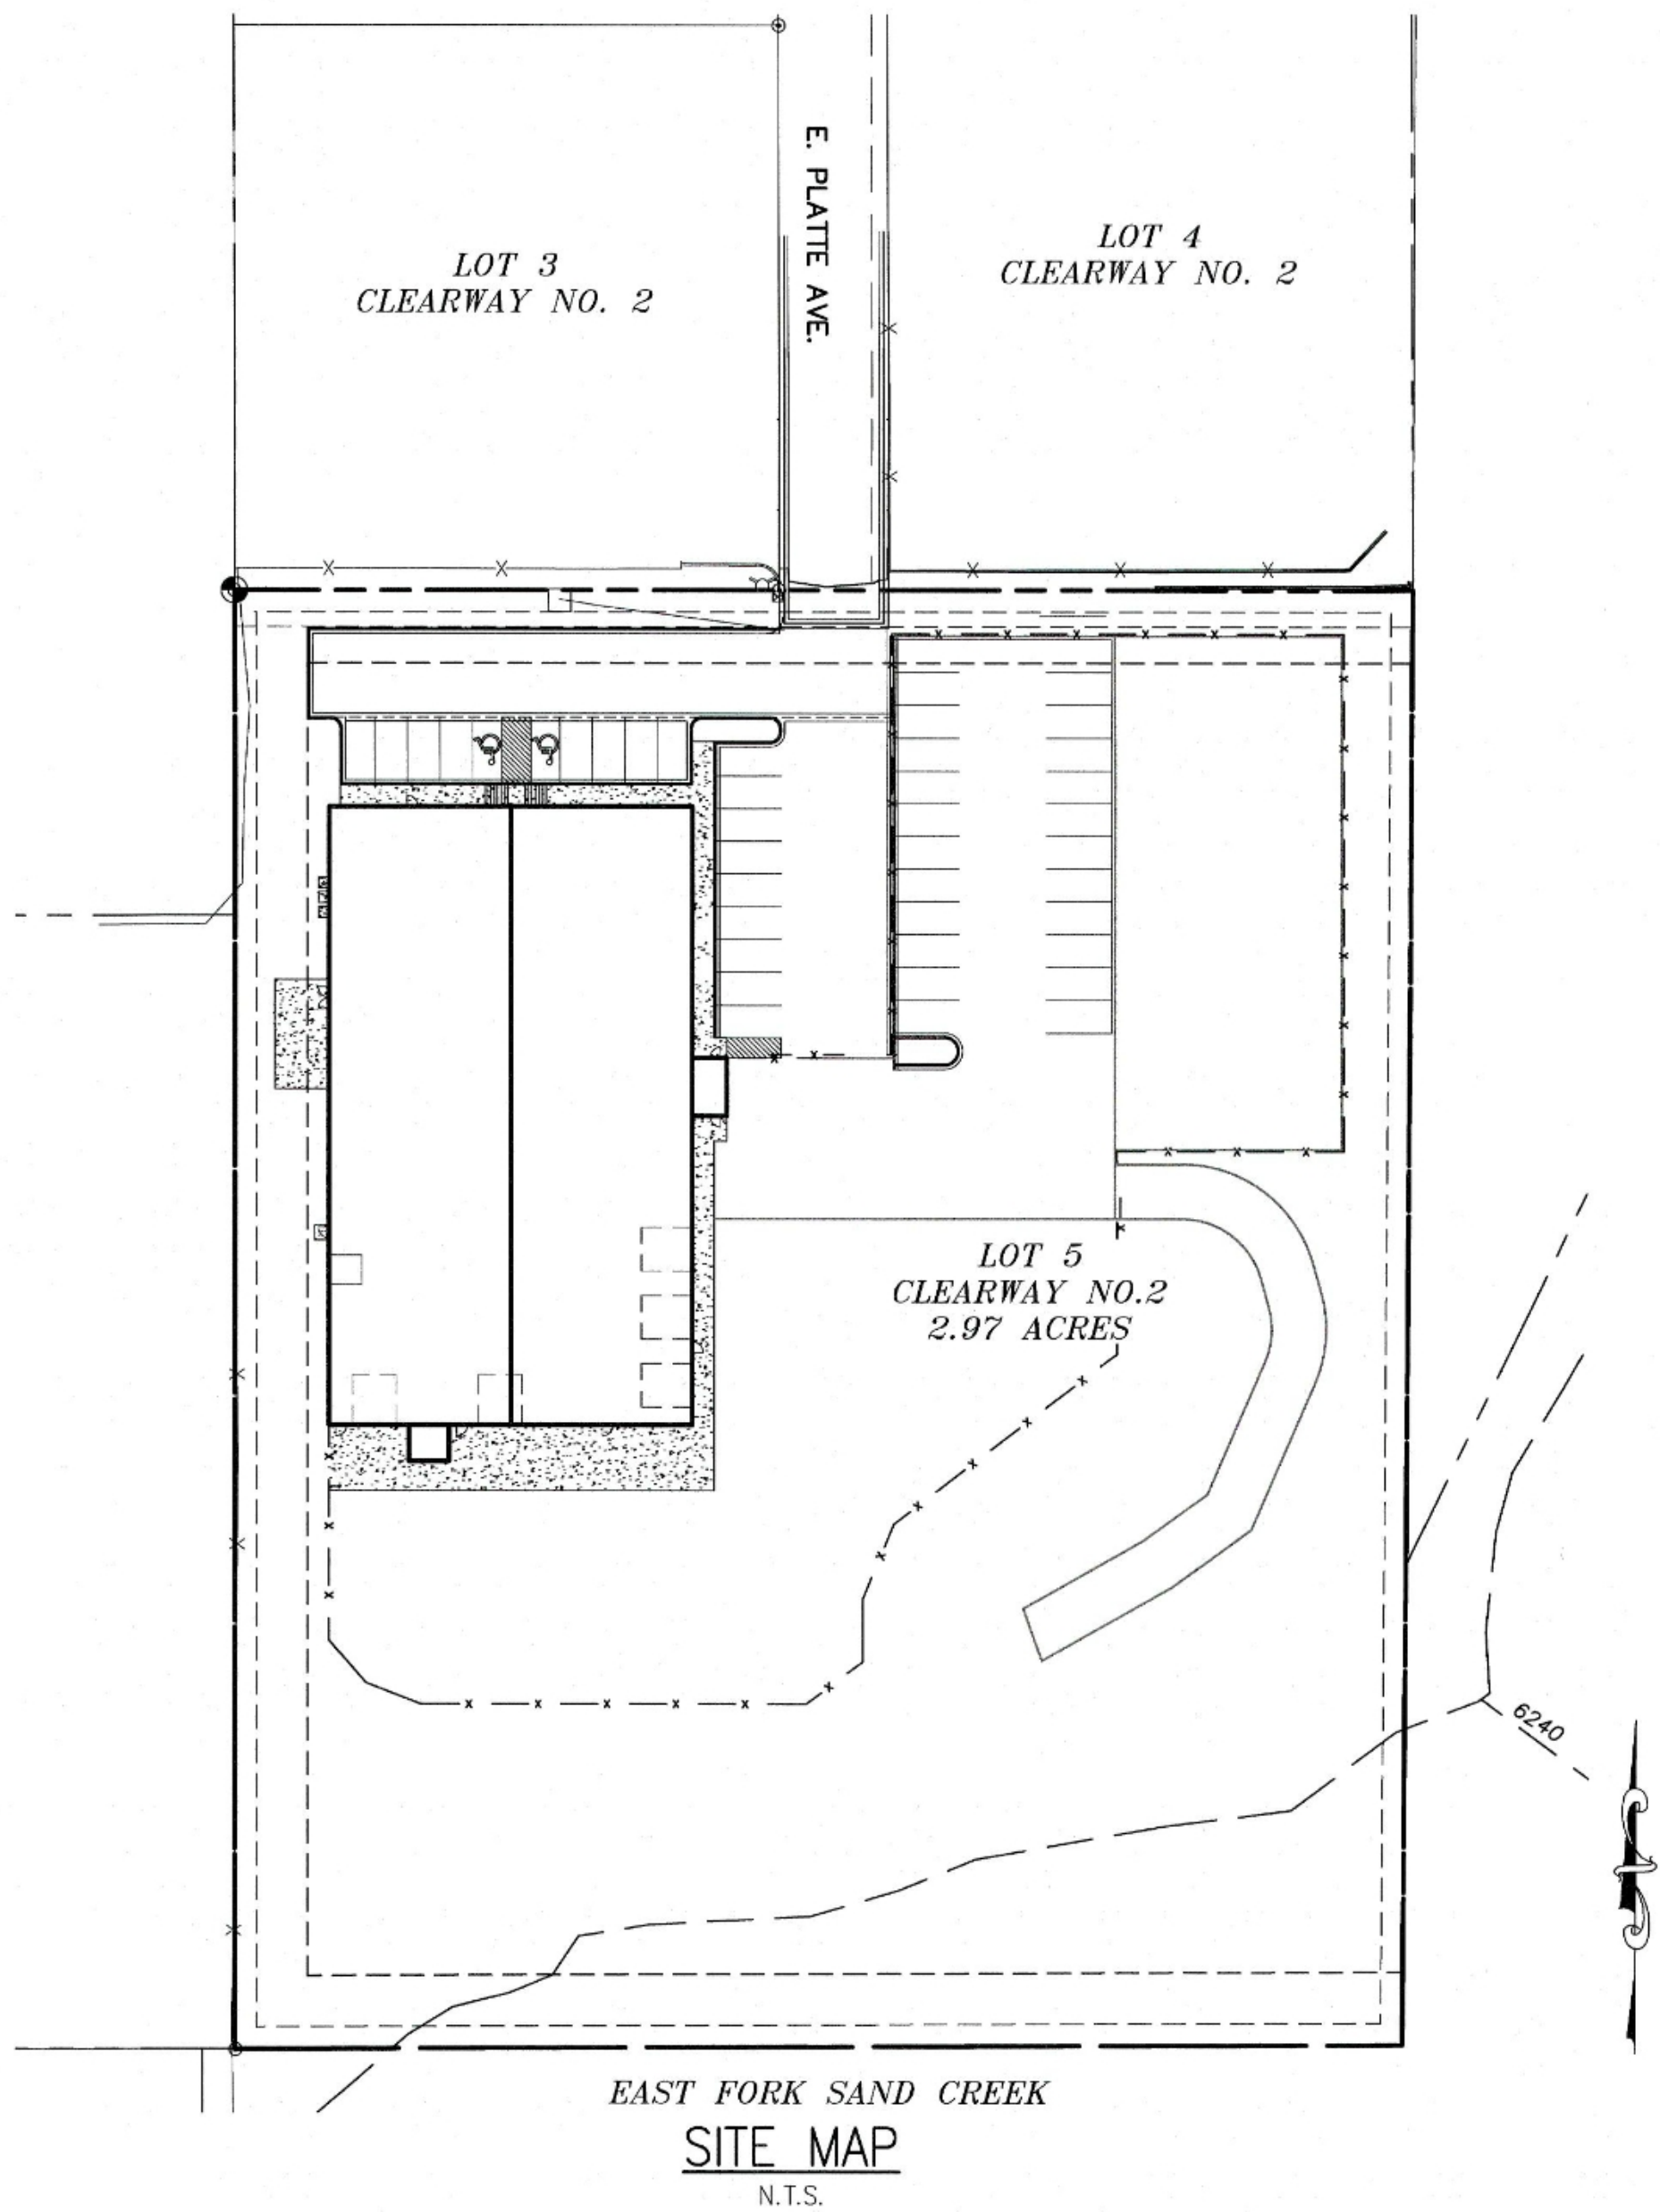 E. PLATTE AVE.
LOT 3
CLEARWAY NO. 2
LOT 4
CLEARWAY NO. 2
LOT 5
CLEARWAY NO.2
2.97 ACRES
6240
EAST FORK SAND CREEK
SITE MAP
N.T.S.